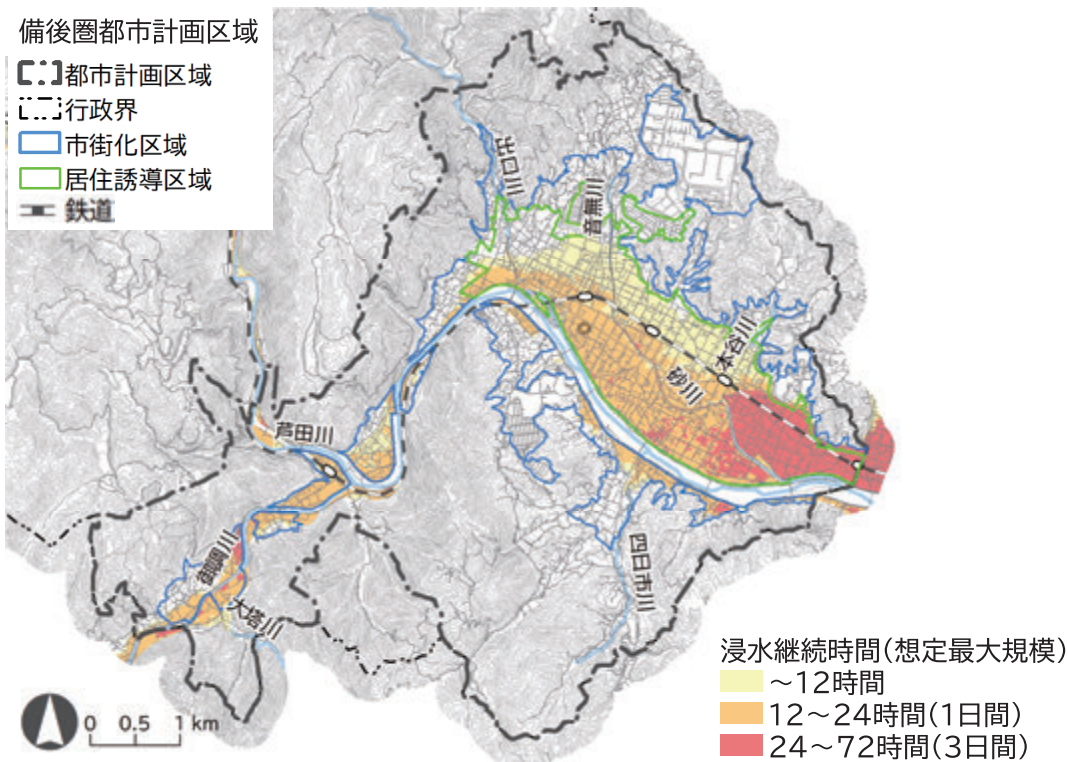 備後圏都市計画区域
都市計画区域
行政界
市街化区域
居住誘導区域
鉄道
出口川
音無川
本谷川
砂川
芦田川
御調川
大塔川
四日市川
0 0.5 1 km
浸水継続時間(想定最大規模)
～12時間
12～24時間(1日間)
24～72時間(3日間)